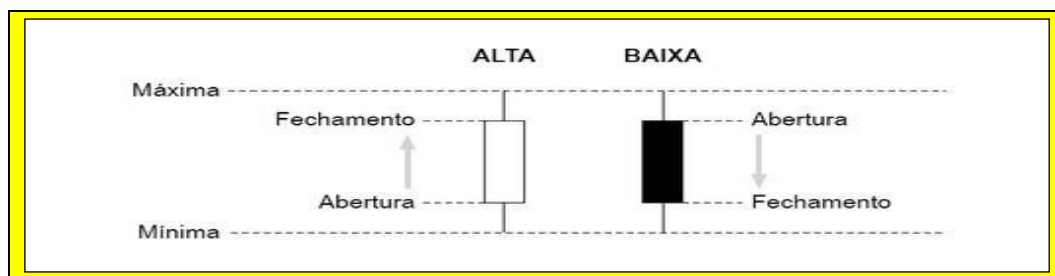 ALTA BAIXA
Máxima
Fechamento Abertura
Abertura Fechamento
Mínima